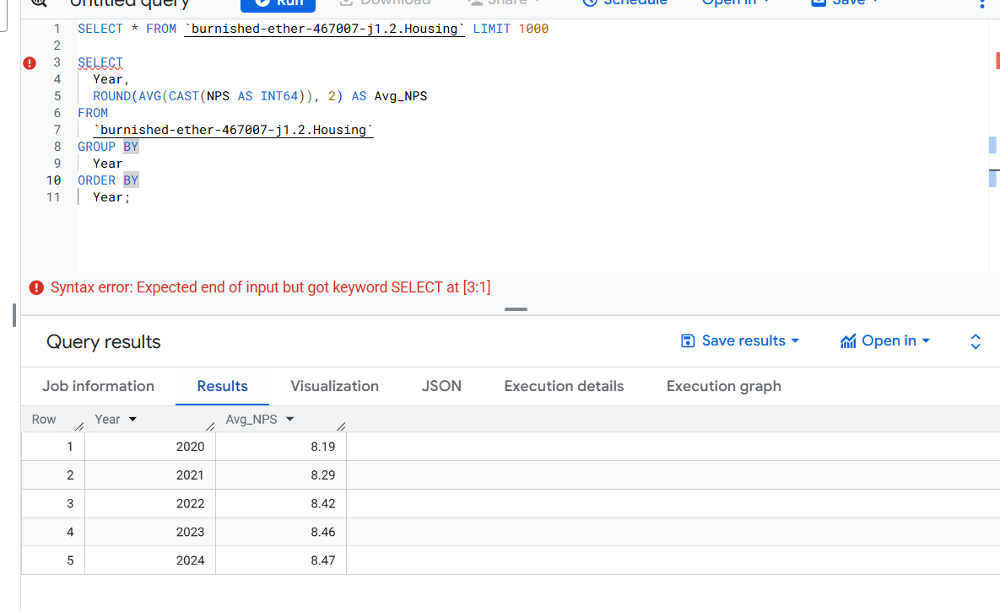 Untitled query Run Download Share Schedule Open in Save
1 SELECT * FROM `burnished-ether-467007-j1.2.Housing` LIMIT 1000
2
3 SELECT
4 Year,
5 ROUND(AVG(CAST(NPS AS INT64)), 2) AS Avg_NPS
6 FROM
7 `burnished-ether-467007-j1.2.Housing`
8 GROUP BY
9 Year
10 ORDER BY
11 Year;
Syntax error: Expected end of input but got keyword SELECT at [3:1]
Query results Save results Open in
Job information Results Visualization JSON Execution details Execution graph
Row Year Avg_NPS
1 2020 8.19
2 2021 8.29
3 2022 8.42
4 2023 8.46
5 2024 8.47